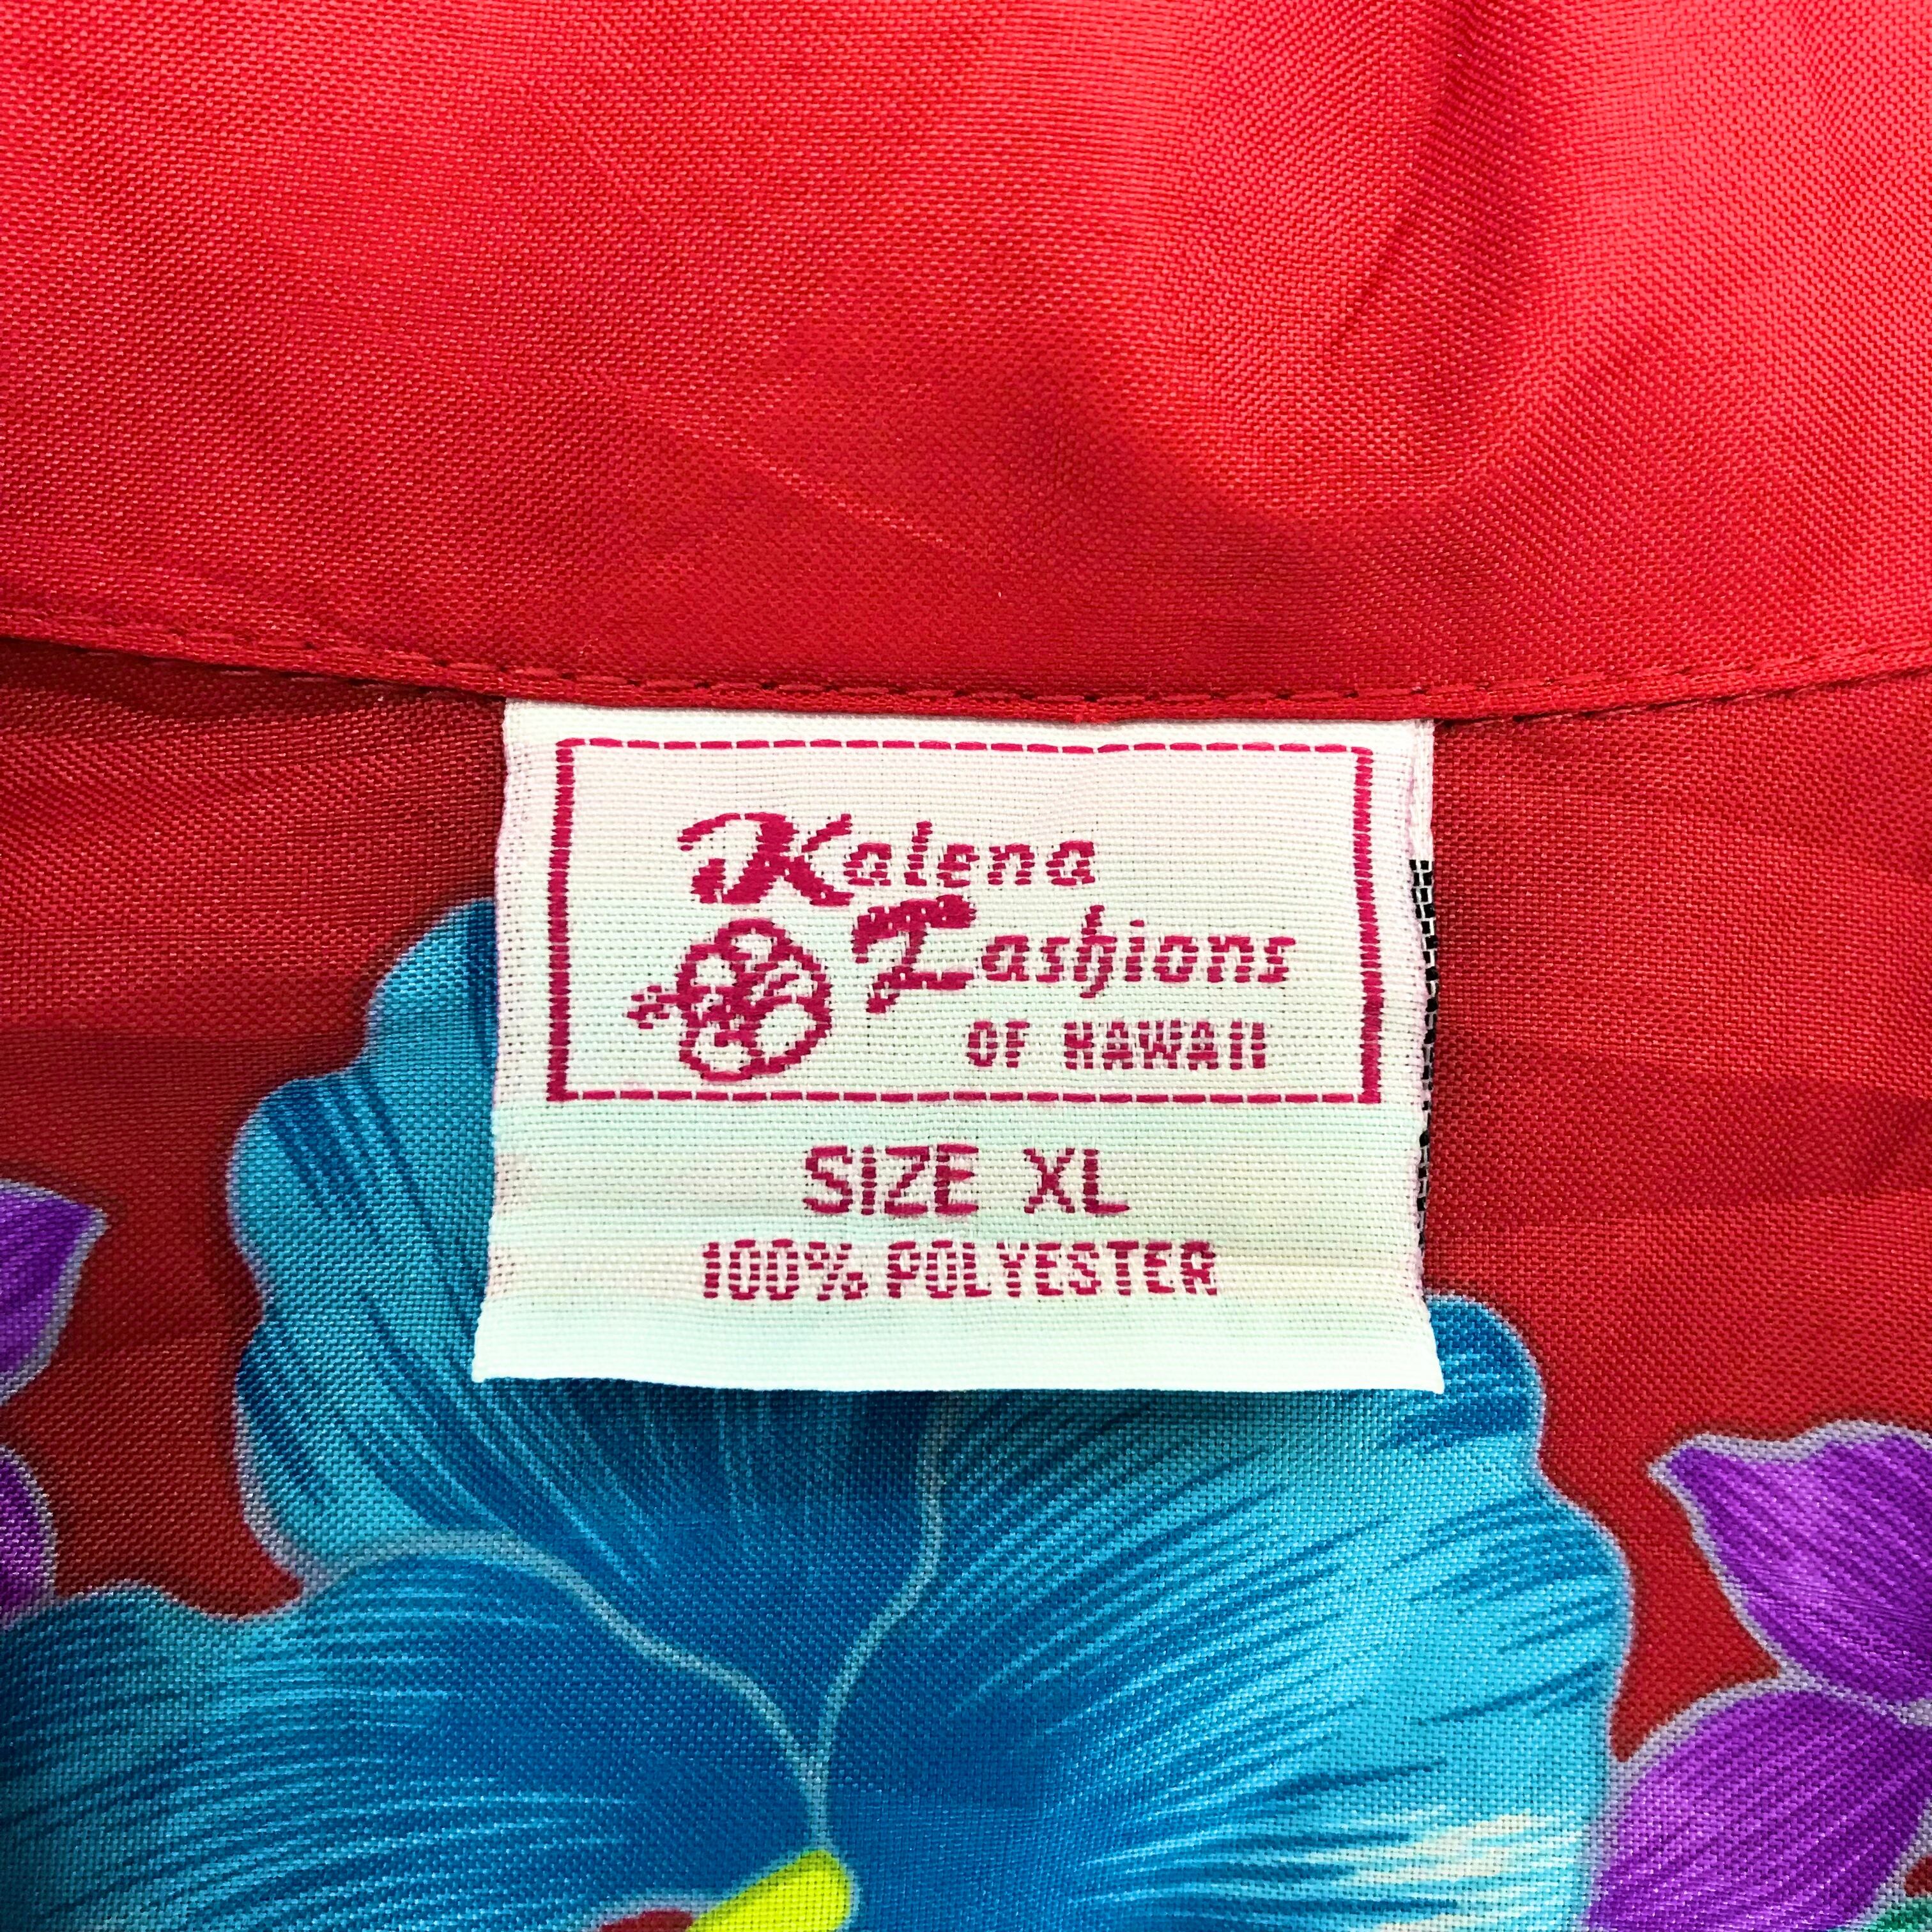 Kalena
Fashions
OF HAWAII
SIZE XL
100% POLYESTER